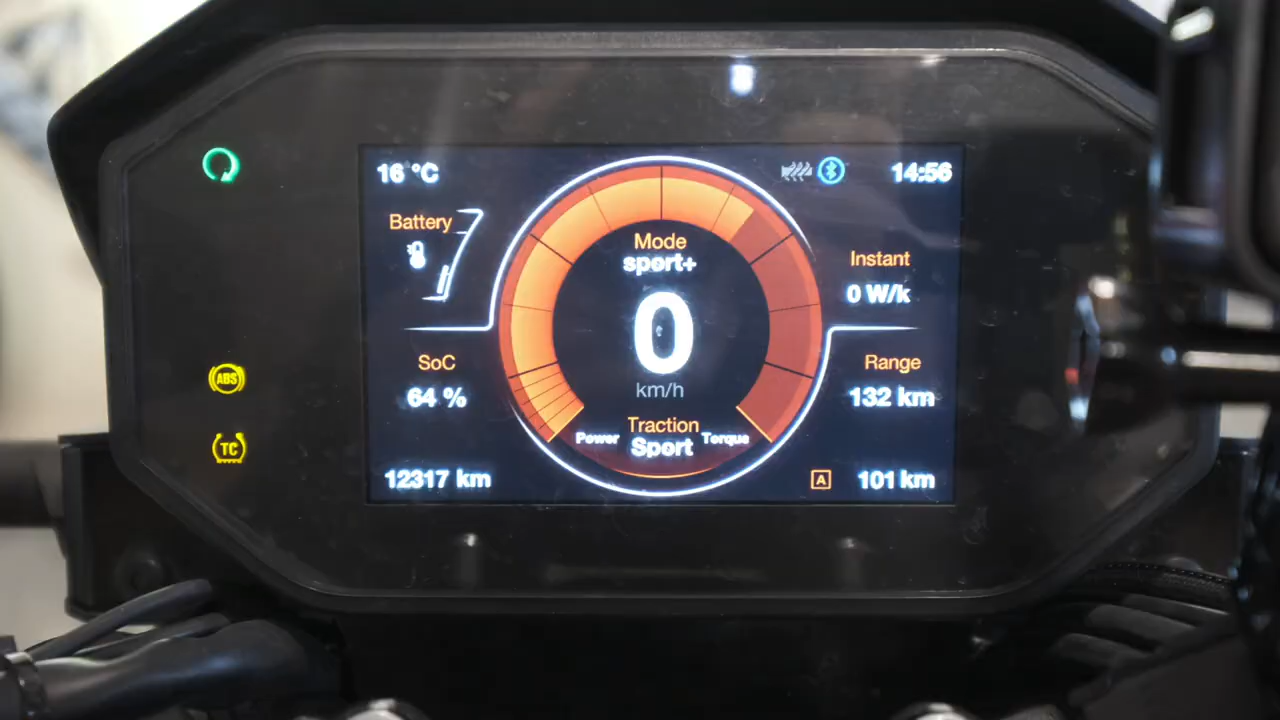 16 °C
14:56
Battery
Mode
sport+
Instant
0 W/k
0
km/h
SoC
64 %
Range
132 km
ABS
TC
Traction
Power Sport Torque
12317 km
A 101 km